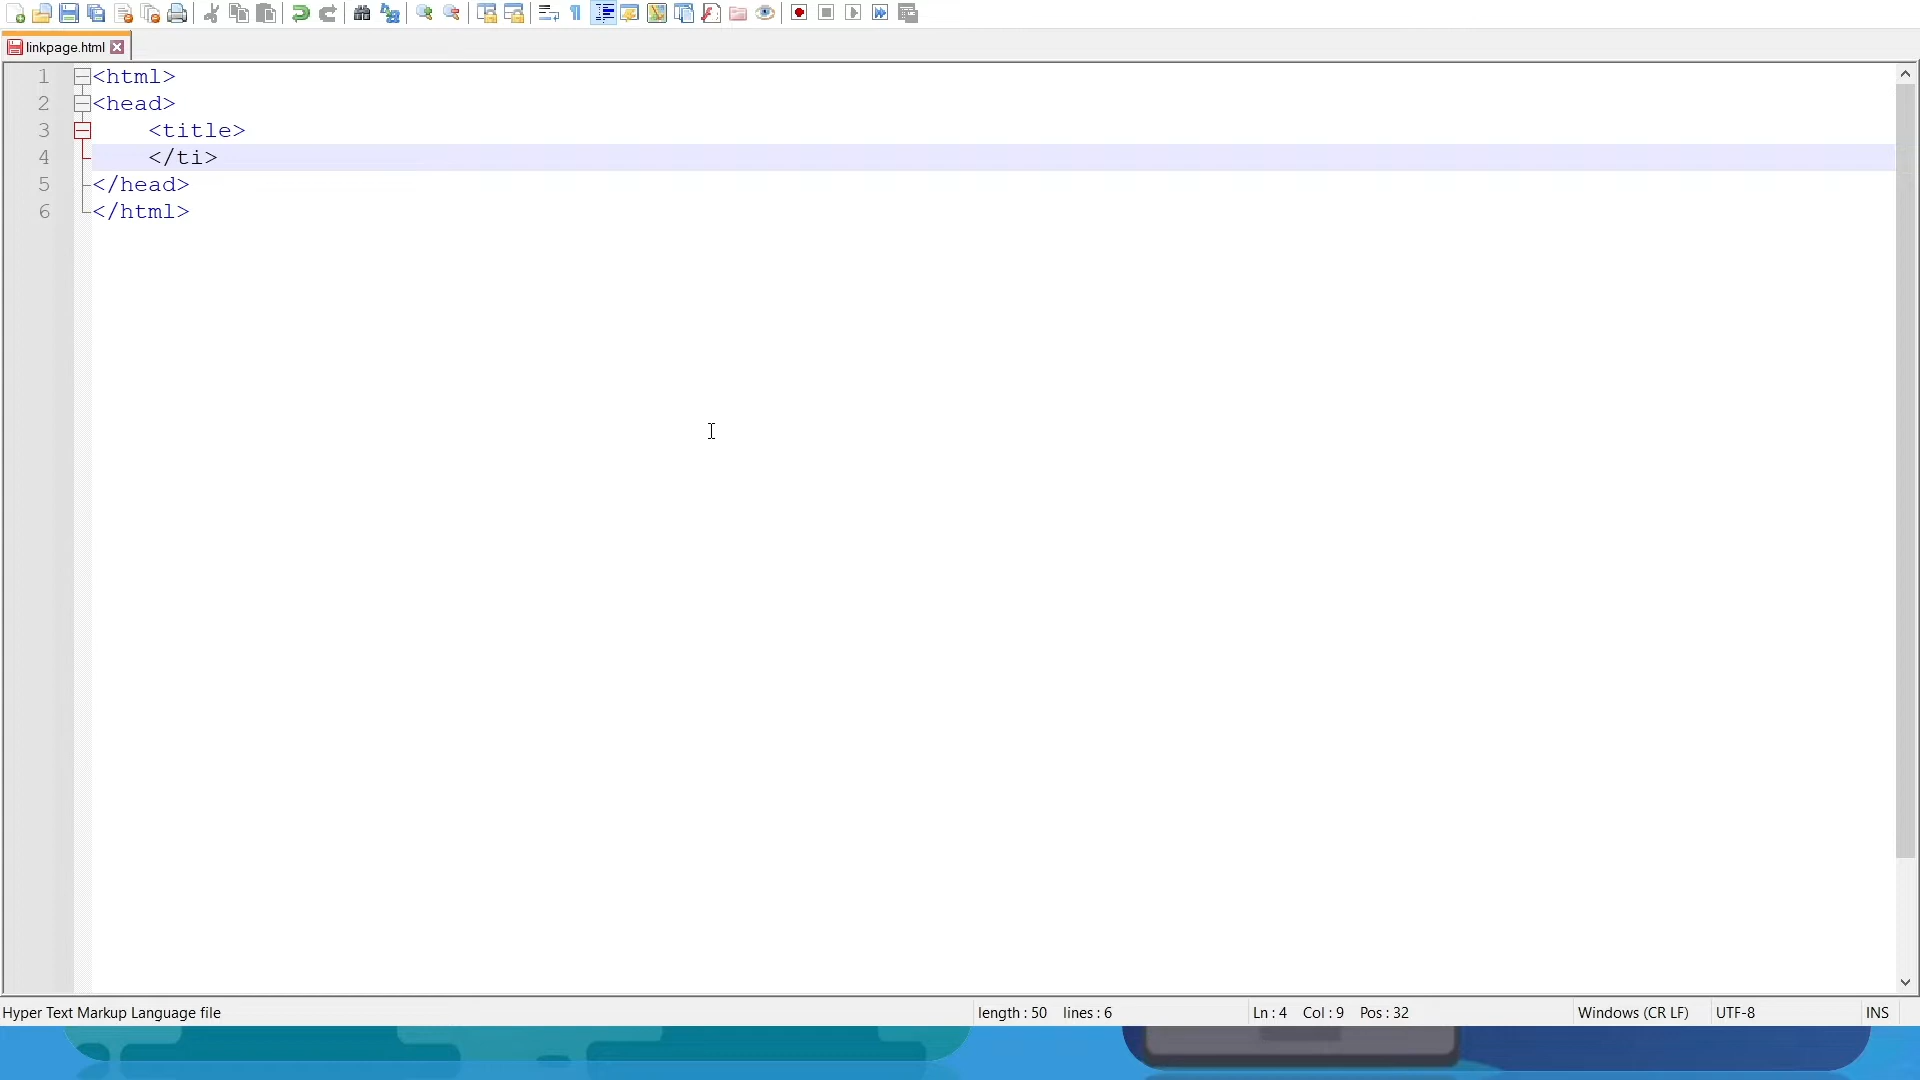 linkpage.html
1 <html>
2 <head>
3 <title>
4 </ti>
5 </head>
6 </html>
Hyper Text Markup Language file length : 50 lines : 6 Ln : 4 Col : 9 Pos : 32 Windows (CR LF) UTF-8 INS